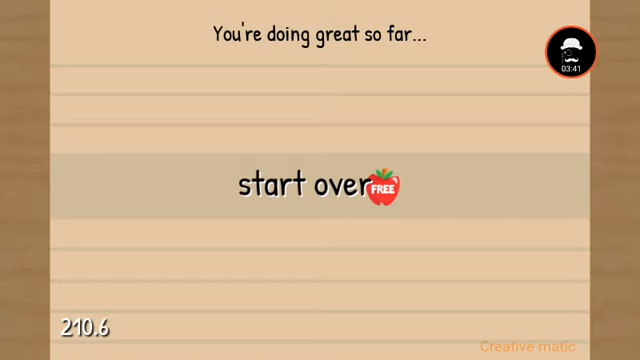 You're doing great so far...
03:41
start over
FREE
210.6
Creative matic